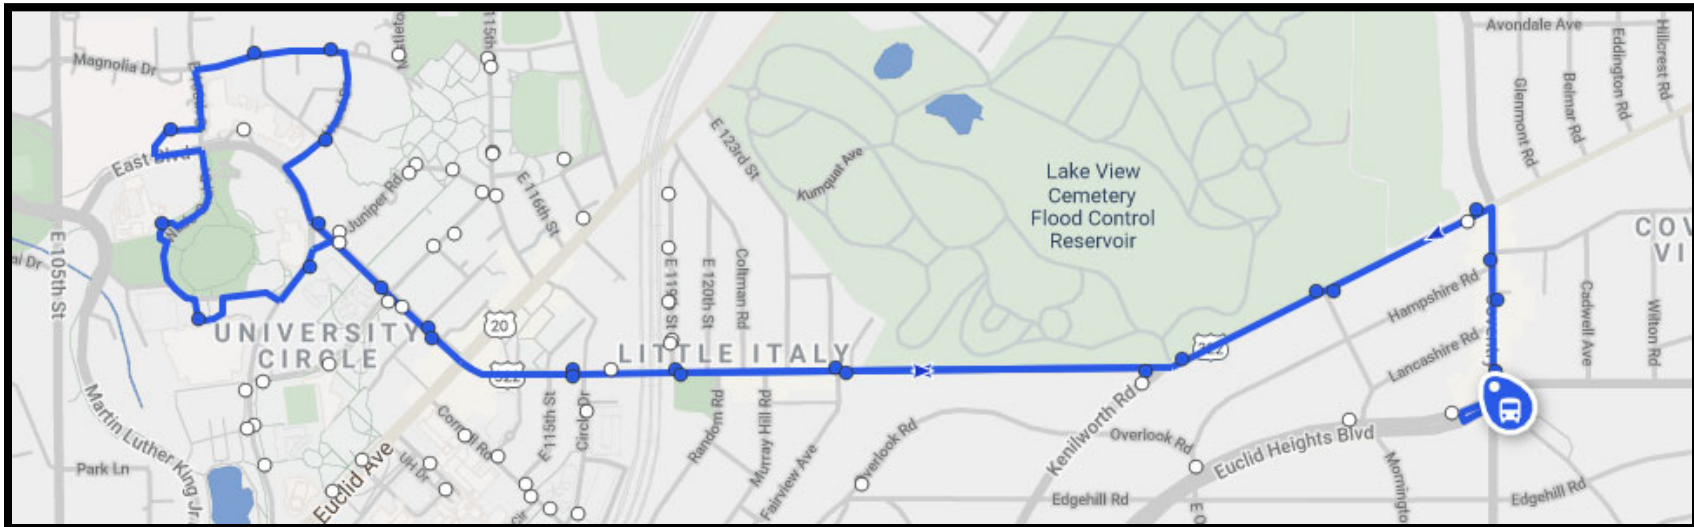 Magnolia Dr
115th
Avondale Ave
Hillcrest Rd
Eddington Rd
Belmar Rd
Glenmont Rd
East Blvd
E 123rd St
Kumquat Ave
Lake View
Cemetery
Flood Control
Reservoir
Juniper Rd
E 116th St
E 105th St
E 119th St
E 120th St
Coltman Rd
Hampshire Rd
Lancashire Rd
Cadwell Ave
Wilton Rd
COV
VI
UNIVERSITY
CIRCLE
20
322
322
LITTLE ITALY
Martin Luther King Jr
Park Ln
Euclid Ave
UH Dr
Cornell Rd
Cir
E 115th St
Circle Dr
Random Rd
Murray Hill Rd
Fairview Ave
Overlook Rd
Kenilworth Rd
Overlook Rd
Euclid Heights Blvd
Edgehill Rd
Edgehill Rd